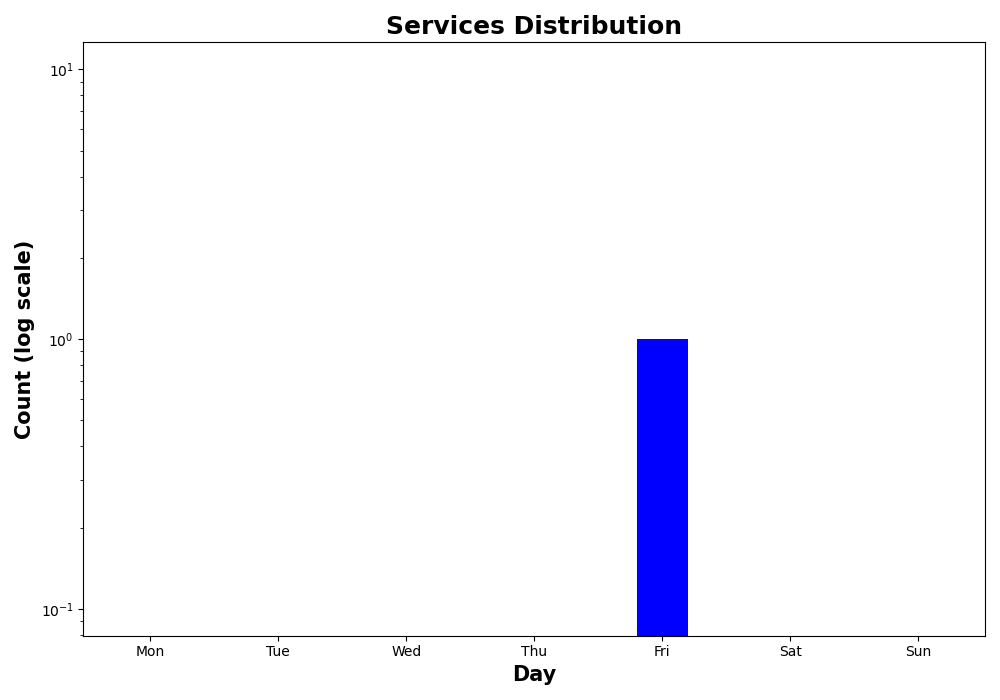 Services Distribution
Count (log scale)
10¹
10⁰
10⁻¹
Mon Tue Wed Thu Fri Sat Sun
Day